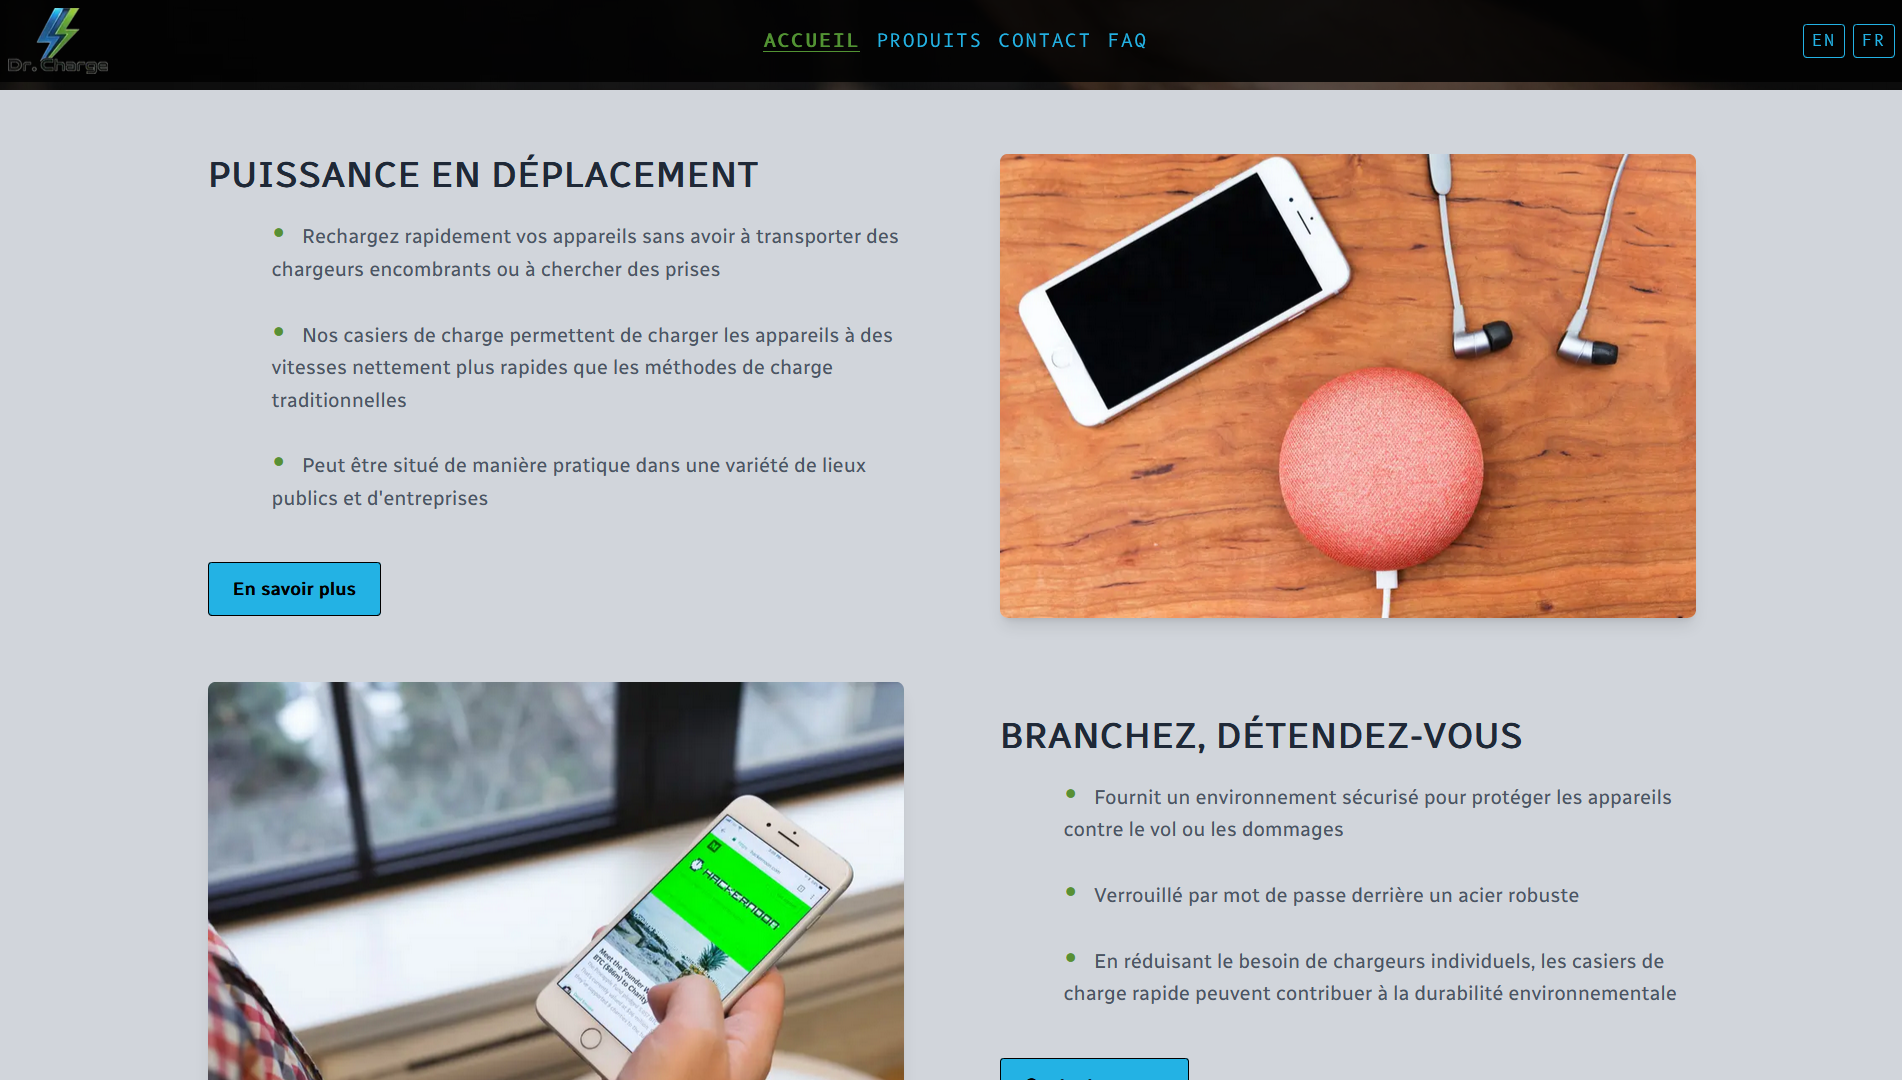 Dr. Charge
ACCUEIL PRODUITS CONTACT FAQ
EN FR
PUISSANCE EN DÉPLACEMENT
• Rechargez rapidement vos appareils sans avoir à transporter des
chargeurs encombrants ou à chercher des prises
• Nos casiers de charge permettent de charger les appareils à des
vitesses nettement plus rapides que les méthodes de charge
traditionnelles
• Peut être situé de manière pratique dans une variété de lieux
publics et d'entreprises
En savoir plus
HACKERNOON
Meet the Founder
BTC ($86m) to Charity
BRANCHEZ, DÉTENDEZ-VOUS
• Fournit un environnement sécurisé pour protéger les appareils
contre le vol ou les dommages
• Verrouillé par mot de passe derrière un acier robuste
• En réduisant le besoin de chargeurs individuels, les casiers de
charge rapide peuvent contribuer à la durabilité environnementale